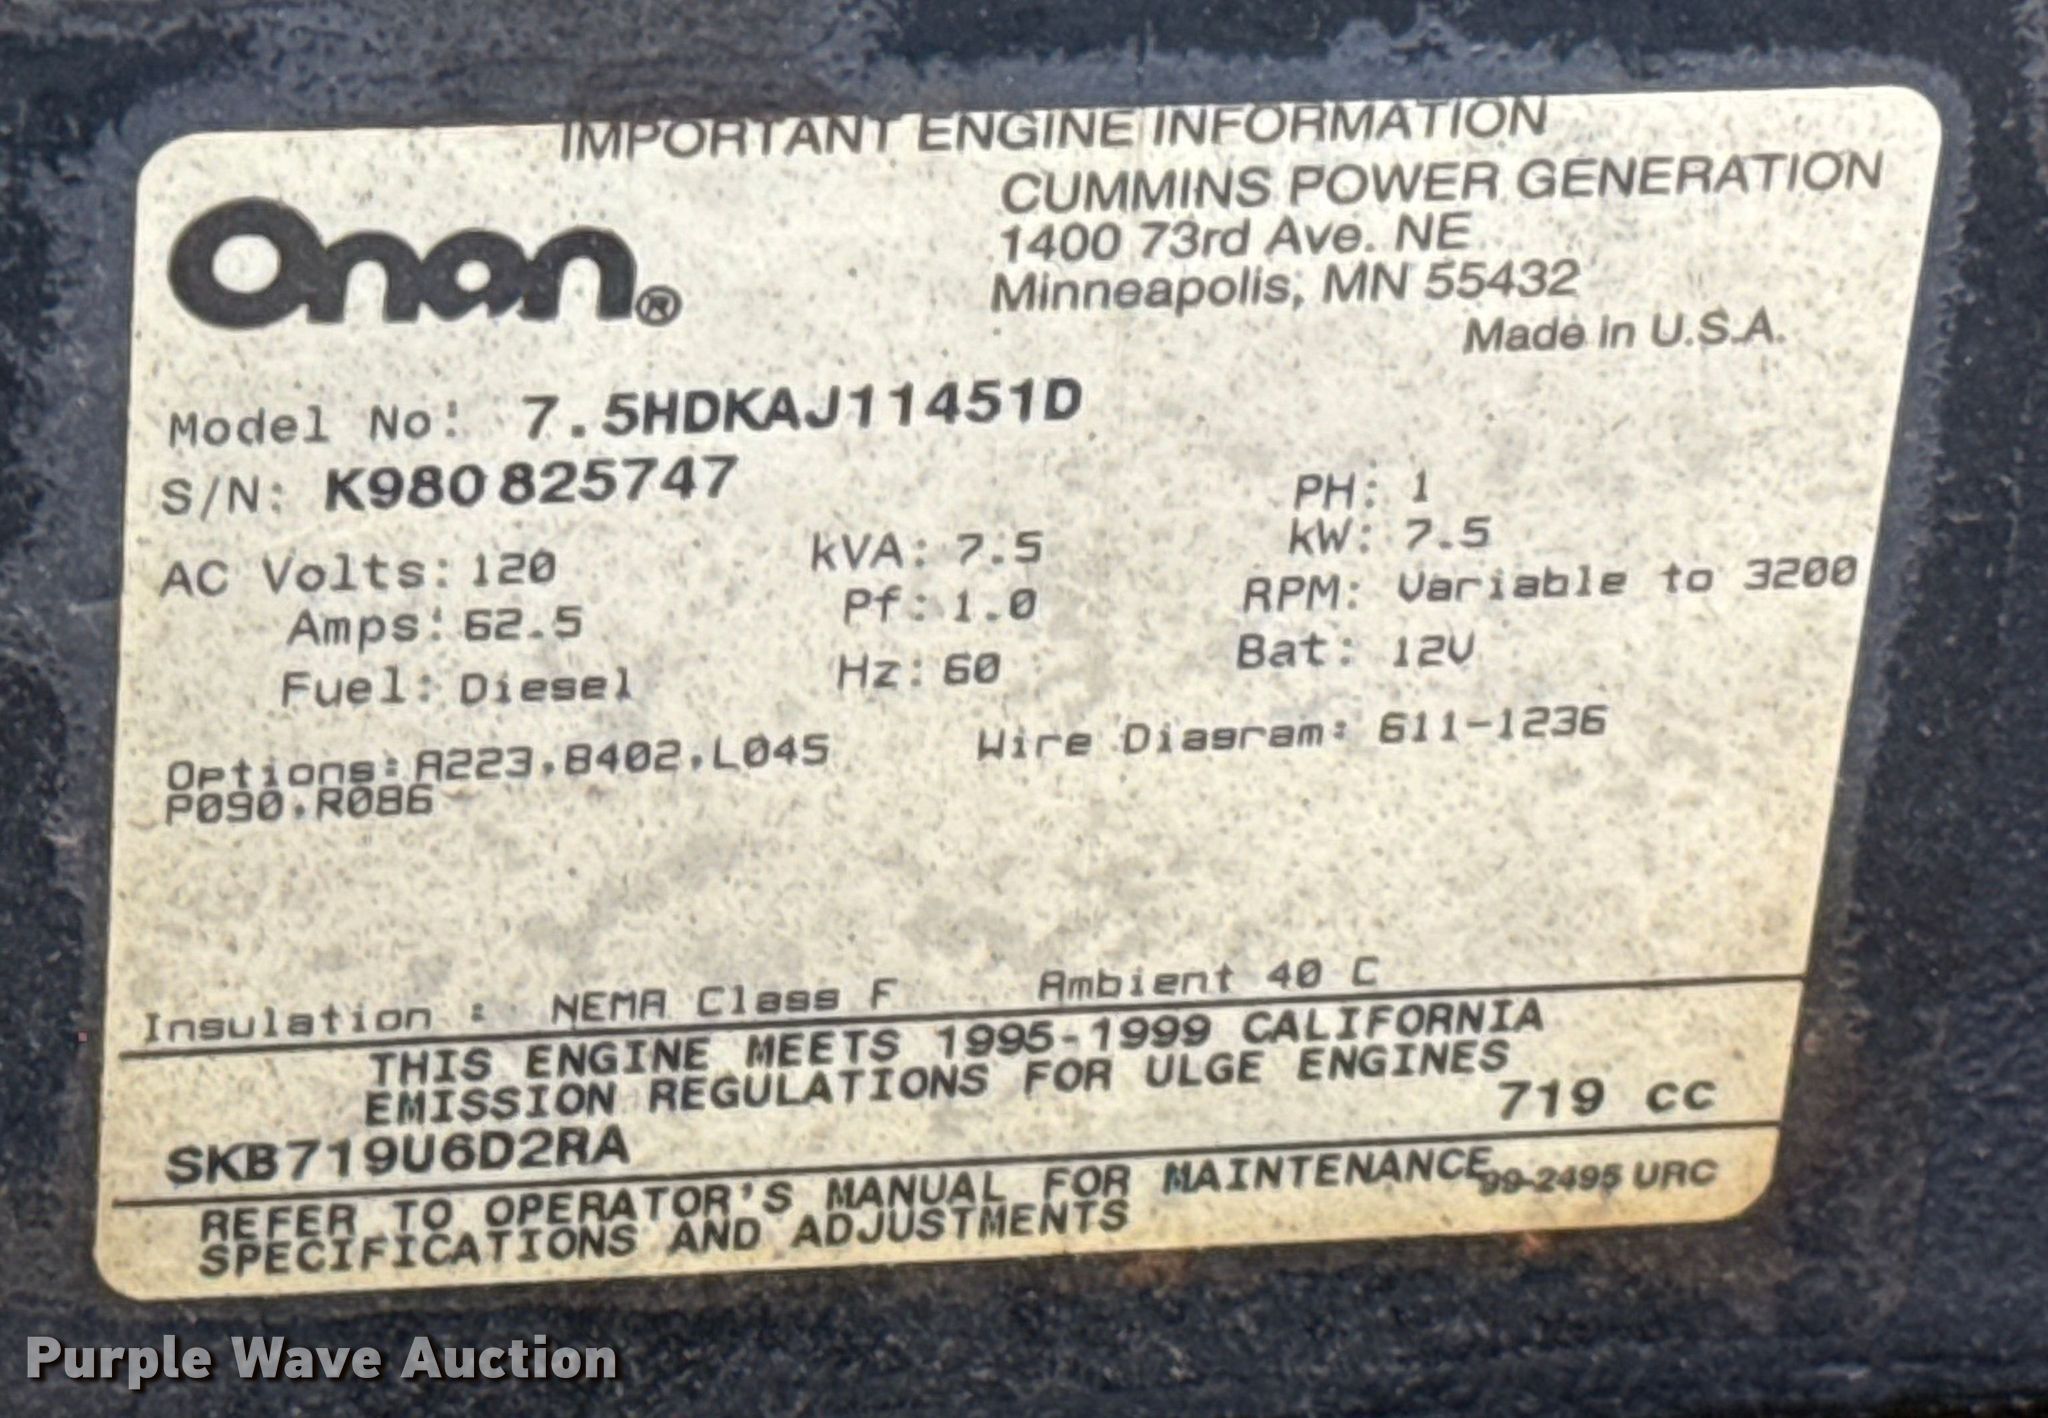 IMPORTANT ENGINE INFORMATION
Onan®
CUMMINS POWER GENERATION
1400 73rd Ave. NE
Minneapolis, MN 55432
Made in U.S.A.
Model No: 7.5HDKAJ11451D
S/N: K980825747
PH: 1
AC Volts: 120 kVA: 7.5 kW: 7.5
Amps: 62.5 Pf: 1.0 RPM: Variable to 3200
Fuel: Diesel Hz: 60 Bat: 12V
Options: A223,B402,L045 Wire Diagram: 611-1236
P090,R086
Insulation : NEMA Class F Ambient 40 C
THIS ENGINE MEETS 1995-1999 CALIFORNIA
EMISSION REGULATIONS FOR ULGE ENGINES
SKB719U6D2RA 719 cc
REFER TO OPERATOR'S MANUAL FOR MAINTENANCE
SPECIFICATIONS AND ADJUSTMENTS
99-2495 URC
Purple Wave Auction